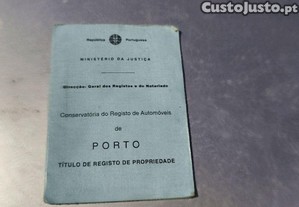 CustoJusto.pt
República Portuguesa
MINISTÉRIO DA JUSTIÇA
Direcção-Geral dos Registos e do Notariado
Conservatória do Registo de Automóveis
de
PORTO
TÍTULO DE REGISTO DE PROPRIEDADE